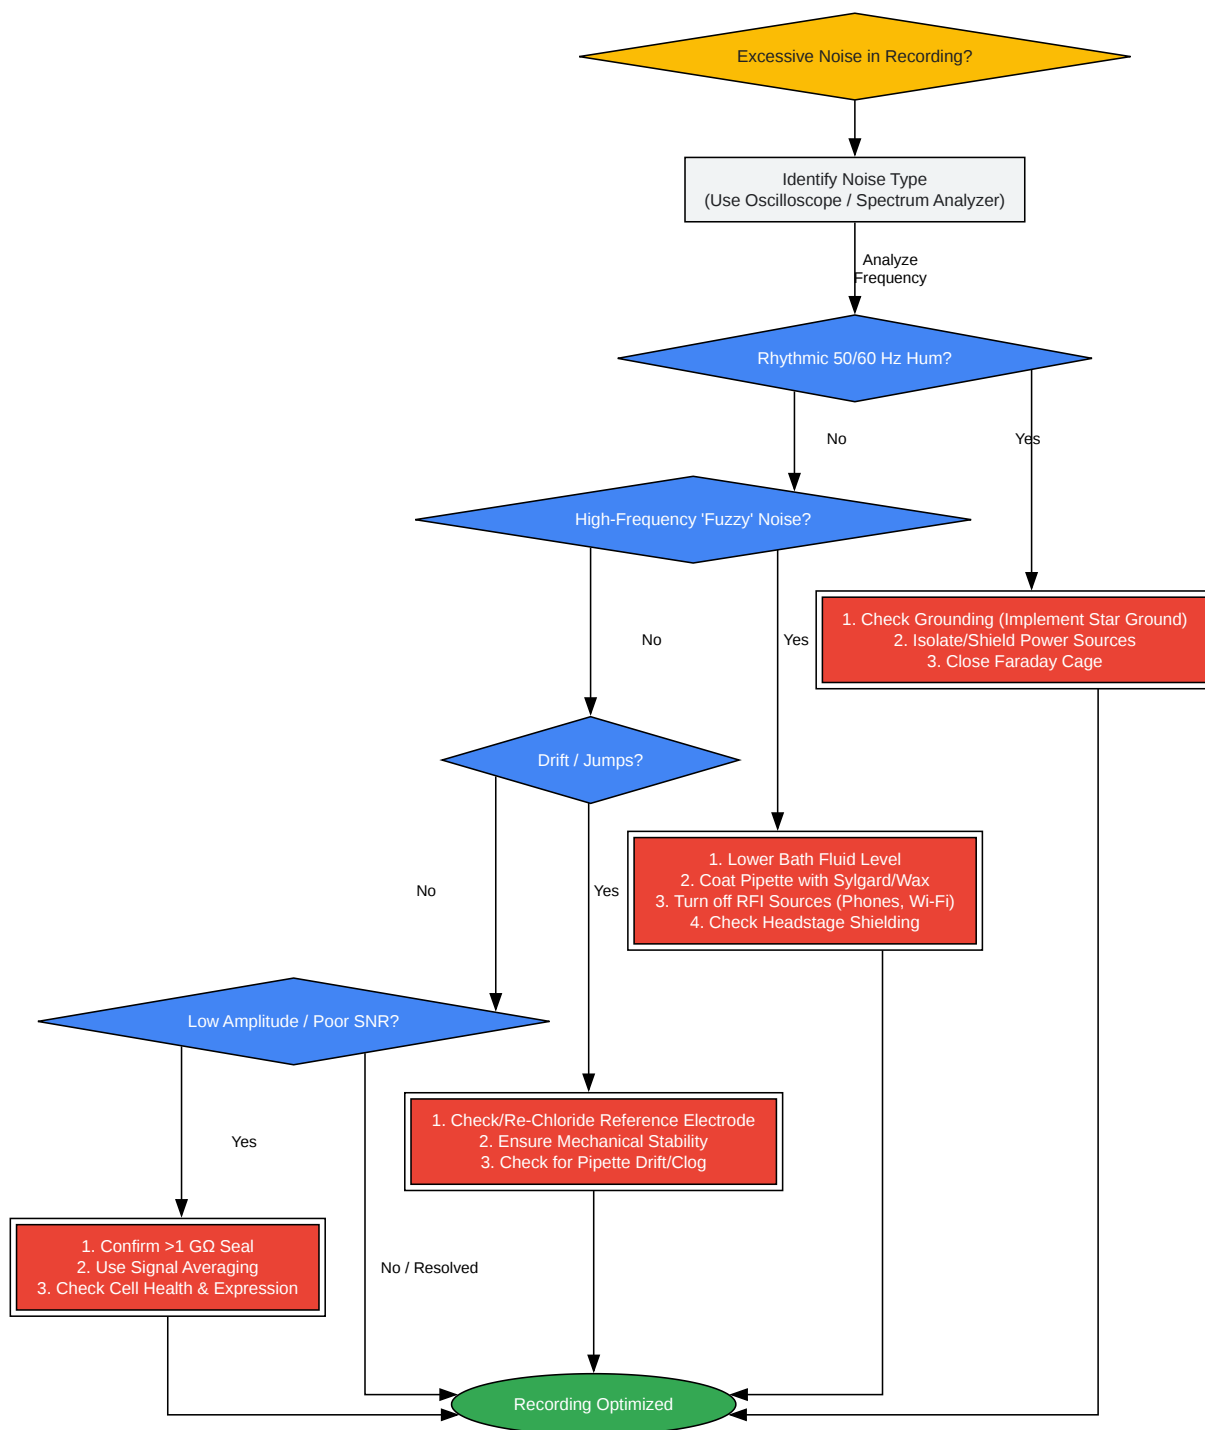 Excessive Noise in Recording?
Identify Noise Type
(Use Oscilloscope / Spectrum Analyzer)
Analyze
Frequency
Rhythmic 50/60 Hz Hum?
No
Yes
High-Frequency 'Fuzzy' Noise?
No
Yes
1. Check Grounding (Implement Star Ground)
2. Isolate/Shield Power Sources
3. Close Faraday Cage
Drift / Jumps?
No
Yes
1. Lower Bath Fluid Level
2. Coat Pipette with Sylgard/Wax
3. Turn off RFI Sources (Phones, Wi-Fi)
4. Check Headstage Shielding
Low Amplitude / Poor SNR?
Yes
No / Resolved
1. Check/Re-Chloride Reference Electrode
2. Ensure Mechanical Stability
3. Check for Pipette Drift/Clog
1. Confirm >1 GΩ Seal
2. Use Signal Averaging
3. Check Cell Health & Expression
Recording Optimized